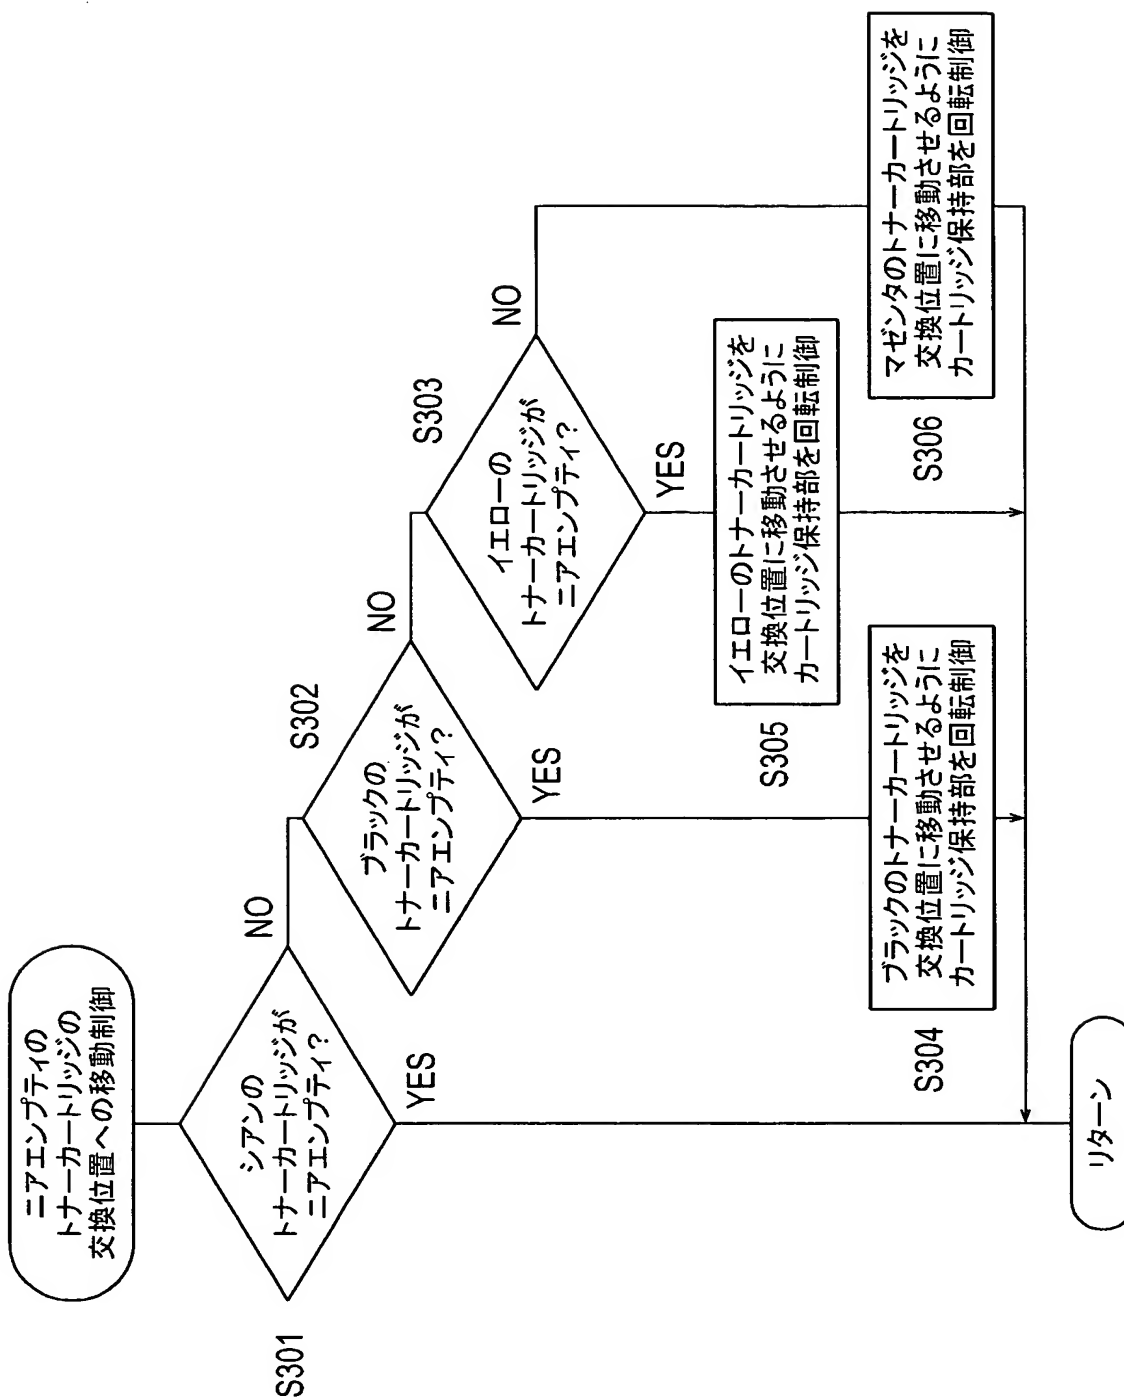 ニアエンプティの
トナーカートリッジの
交換位置への移動制御
S301
シアンの
トナーカートリッジが
ニアエンプティ?
NO
YES
S302
ブラックの
トナーカートリッジが
ニアエンプティ?
NO
YES
S303
イエローの
トナーカートリッジが
ニアエンプティ?
NO
YES
S304
ブラックのトナーカートリッジを
交換位置に移動させるように
カートリッジ保持部を回転制御
S305
イエローのトナーカートリッジを
交換位置に移動させるように
カートリッジ保持部を回転制御
S306
マゼンタのトナーカートリッジを
交換位置に移動させるように
カートリッジ保持部を回転制御
リターン